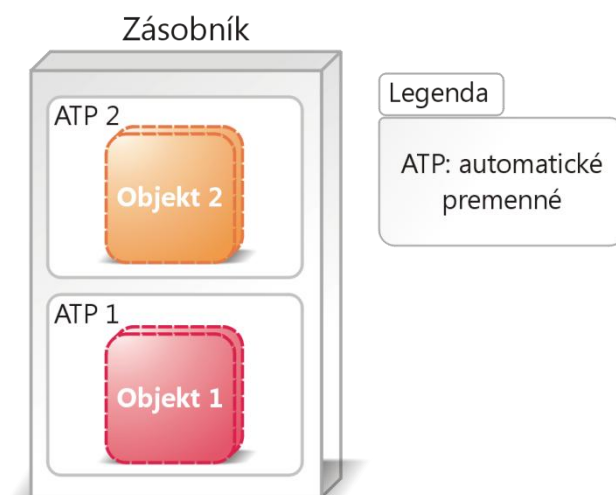 Zásobník
ATP 2
Objekt 2
ATP 1
Objekt 1
Legenda
ATP: automatické
premenné